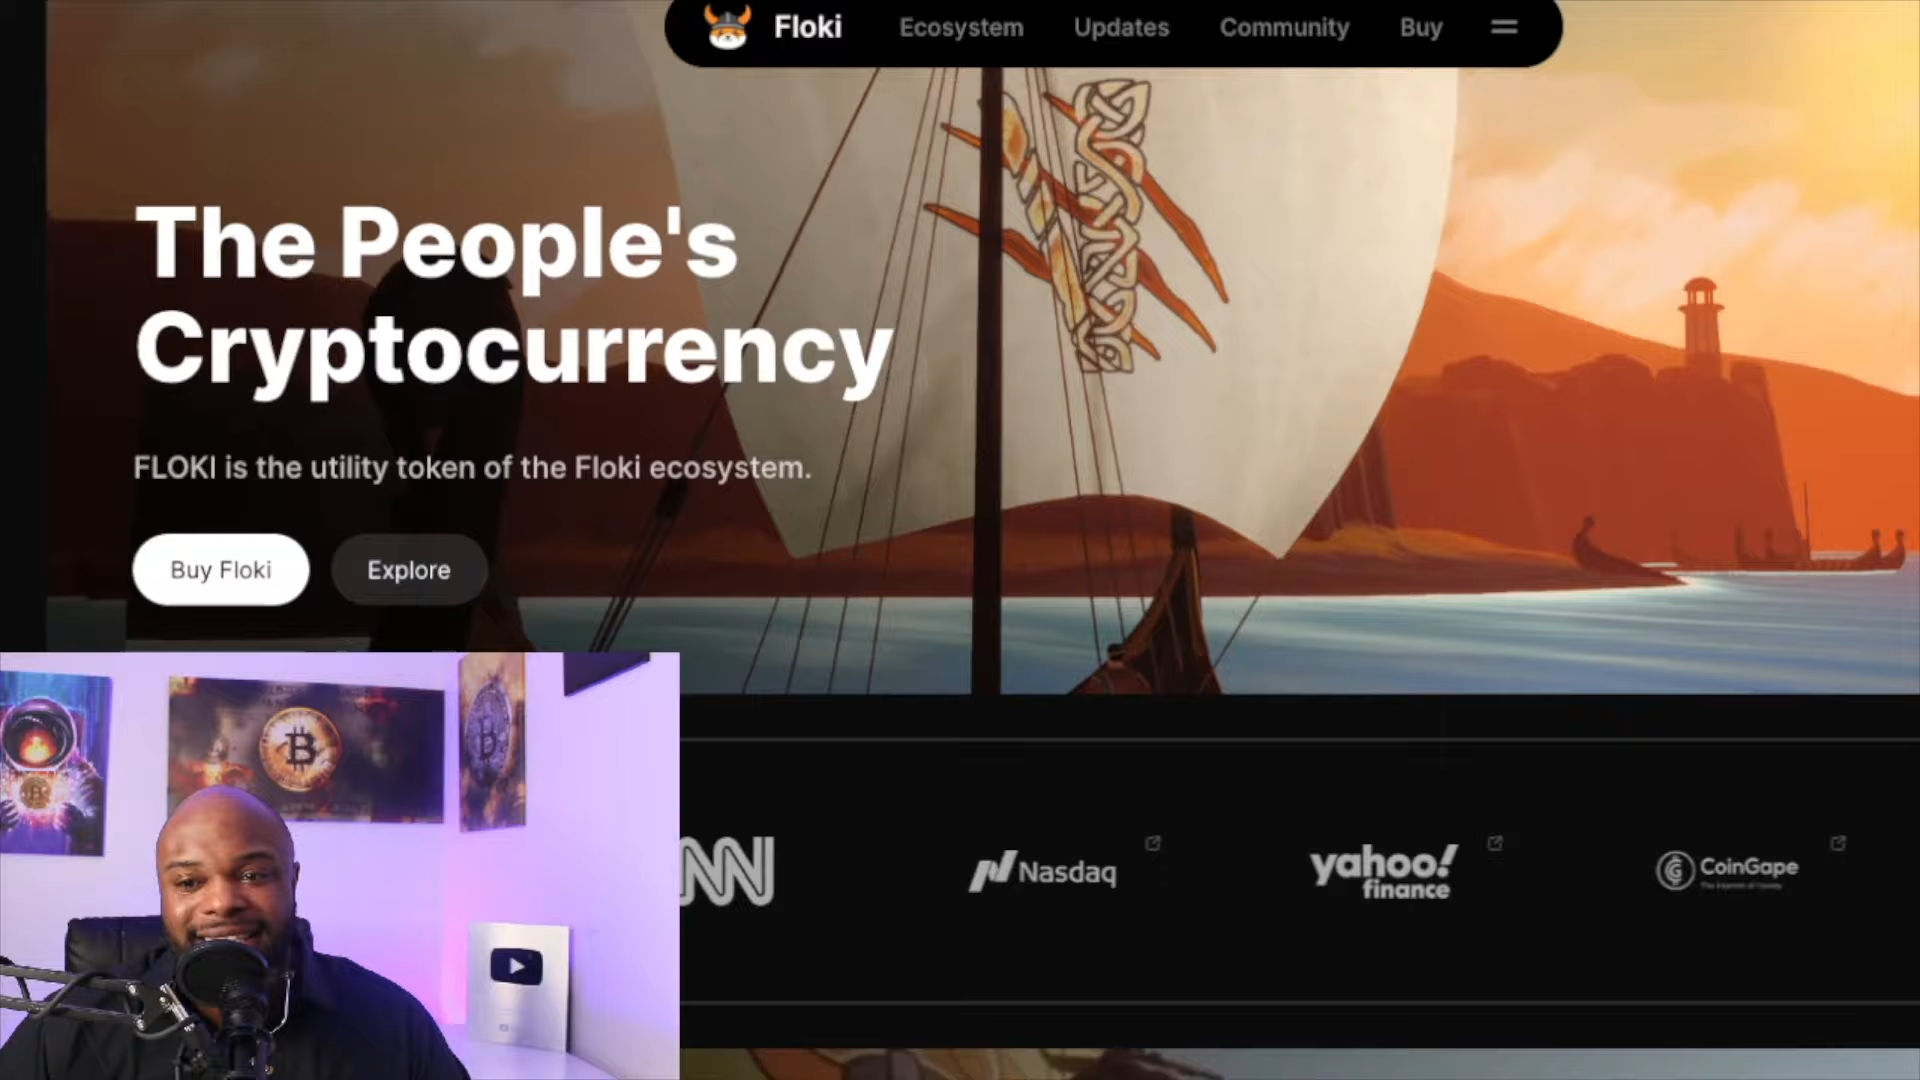 Floki
Ecosystem
Updates
Community
Buy
The People's
Cryptocurrency
FLOKI is the utility token of the Floki ecosystem.
Buy Floki
Explore
NN
Nasdaq
yahoo!
finance
CoinGape